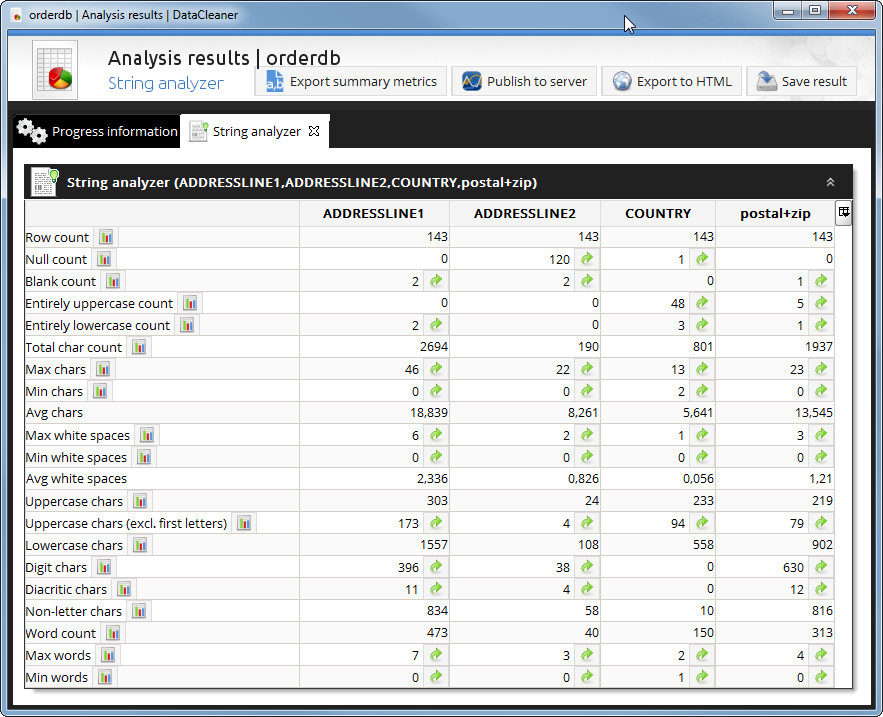 orderdb | Analysis results | DataCleaner
Analysis results | orderdb
String analyzer
Export summary metrics Publish to server Export to HTML Save result
Progress information String analyzer
String analyzer (ADDRESSLINE1,ADDRESSLINE2,COUNTRY,postal+zip)
ADDRESSLINE1 ADDRESSLINE2 COUNTRY postal+zip
Row count 143 143 143 143
Null count 0 120 1 0
Blank count 2 2 0 1
Entirely uppercase count 0 0 48 5
Entirely lowercase count 2 0 3 1
Total char count 2694 190 801 1937
Max chars 46 22 13 23
Min chars 0 0 2 0
Avg chars 18,839 8,261 5,641 13,545
Max white spaces 6 2 1 3
Min white spaces 0 0 0 0
Avg white spaces 2,336 0,826 0,056 1,21
Uppercase chars 303 24 233 219
Uppercase chars (excl. first letters) 173 4 94 79
Lowercase chars 1557 108 558 902
Digit chars 396 38 0 630
Diacritic chars 11 4 0 12
Non-letter chars 834 58 10 816
Word count 473 40 150 313
Max words 7 3 2 4
Min words 0 0 1 0